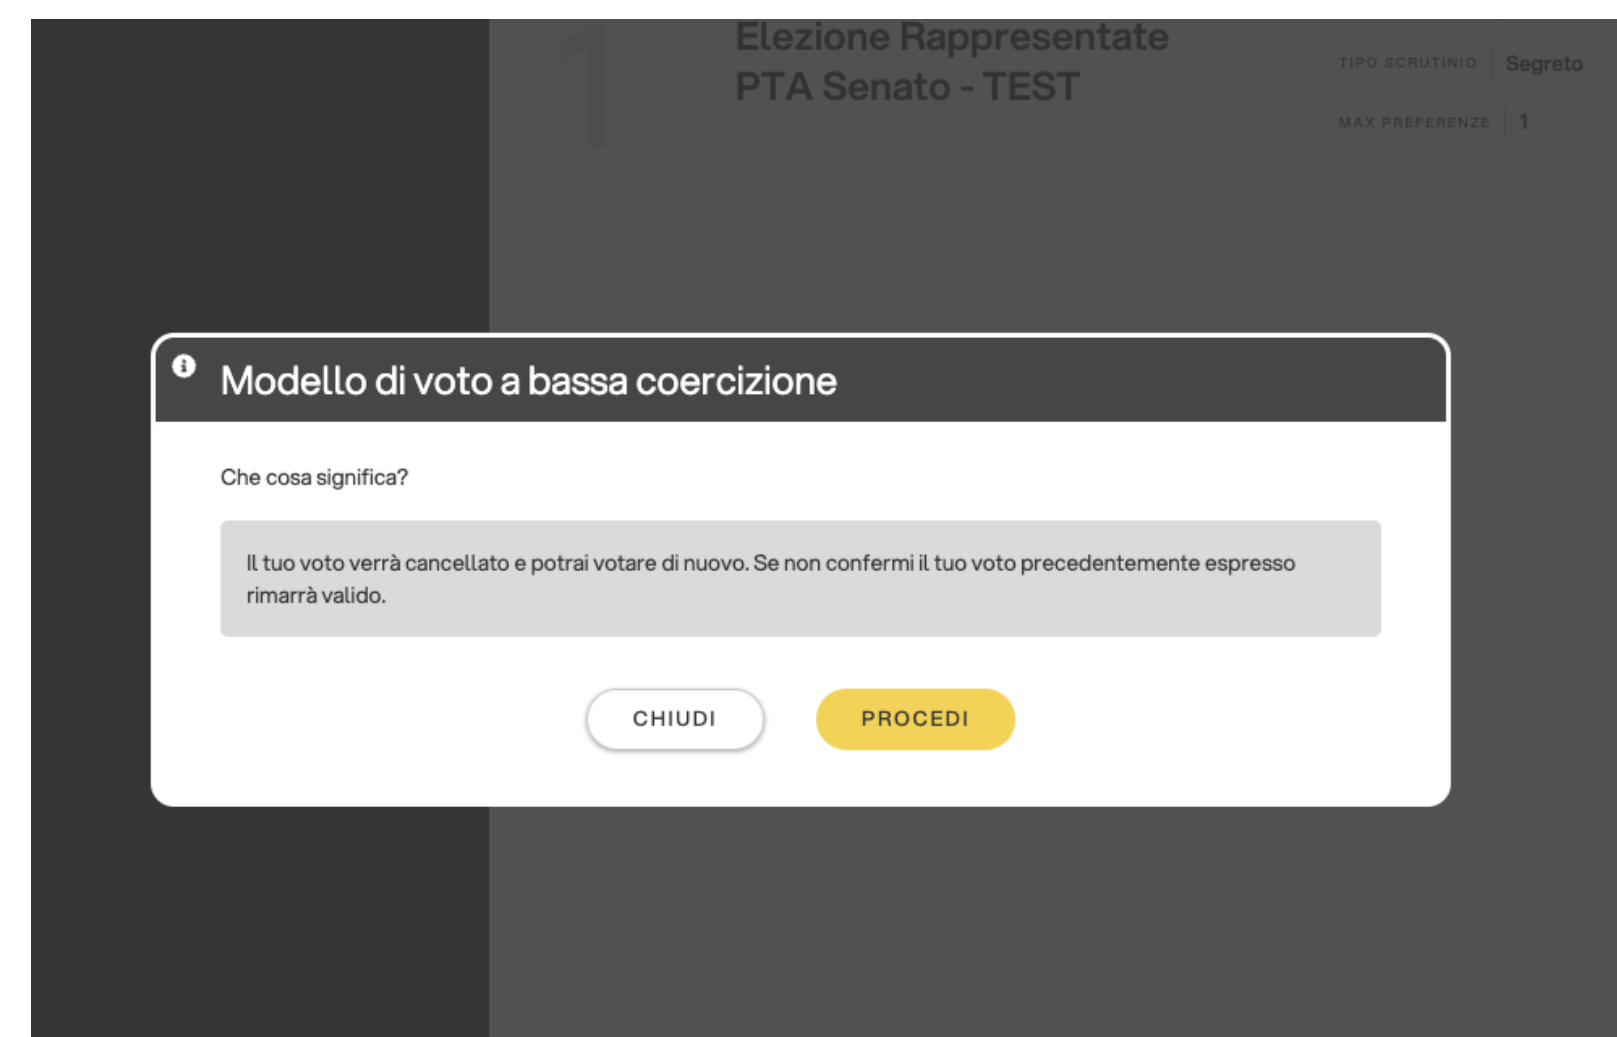 1
Elezione Rappresentate
PTA Senato - TEST
TIPO SCRUTINIO Segreto
MAX PREFERENZE 1
Modello di voto a bassa coercizione
Che cosa significa?
Il tuo voto verrà cancellato e potrai votare di nuovo. Se non confermi il tuo voto precedentemente espresso
rimarrà valido.
CHIUDI PROCEDI